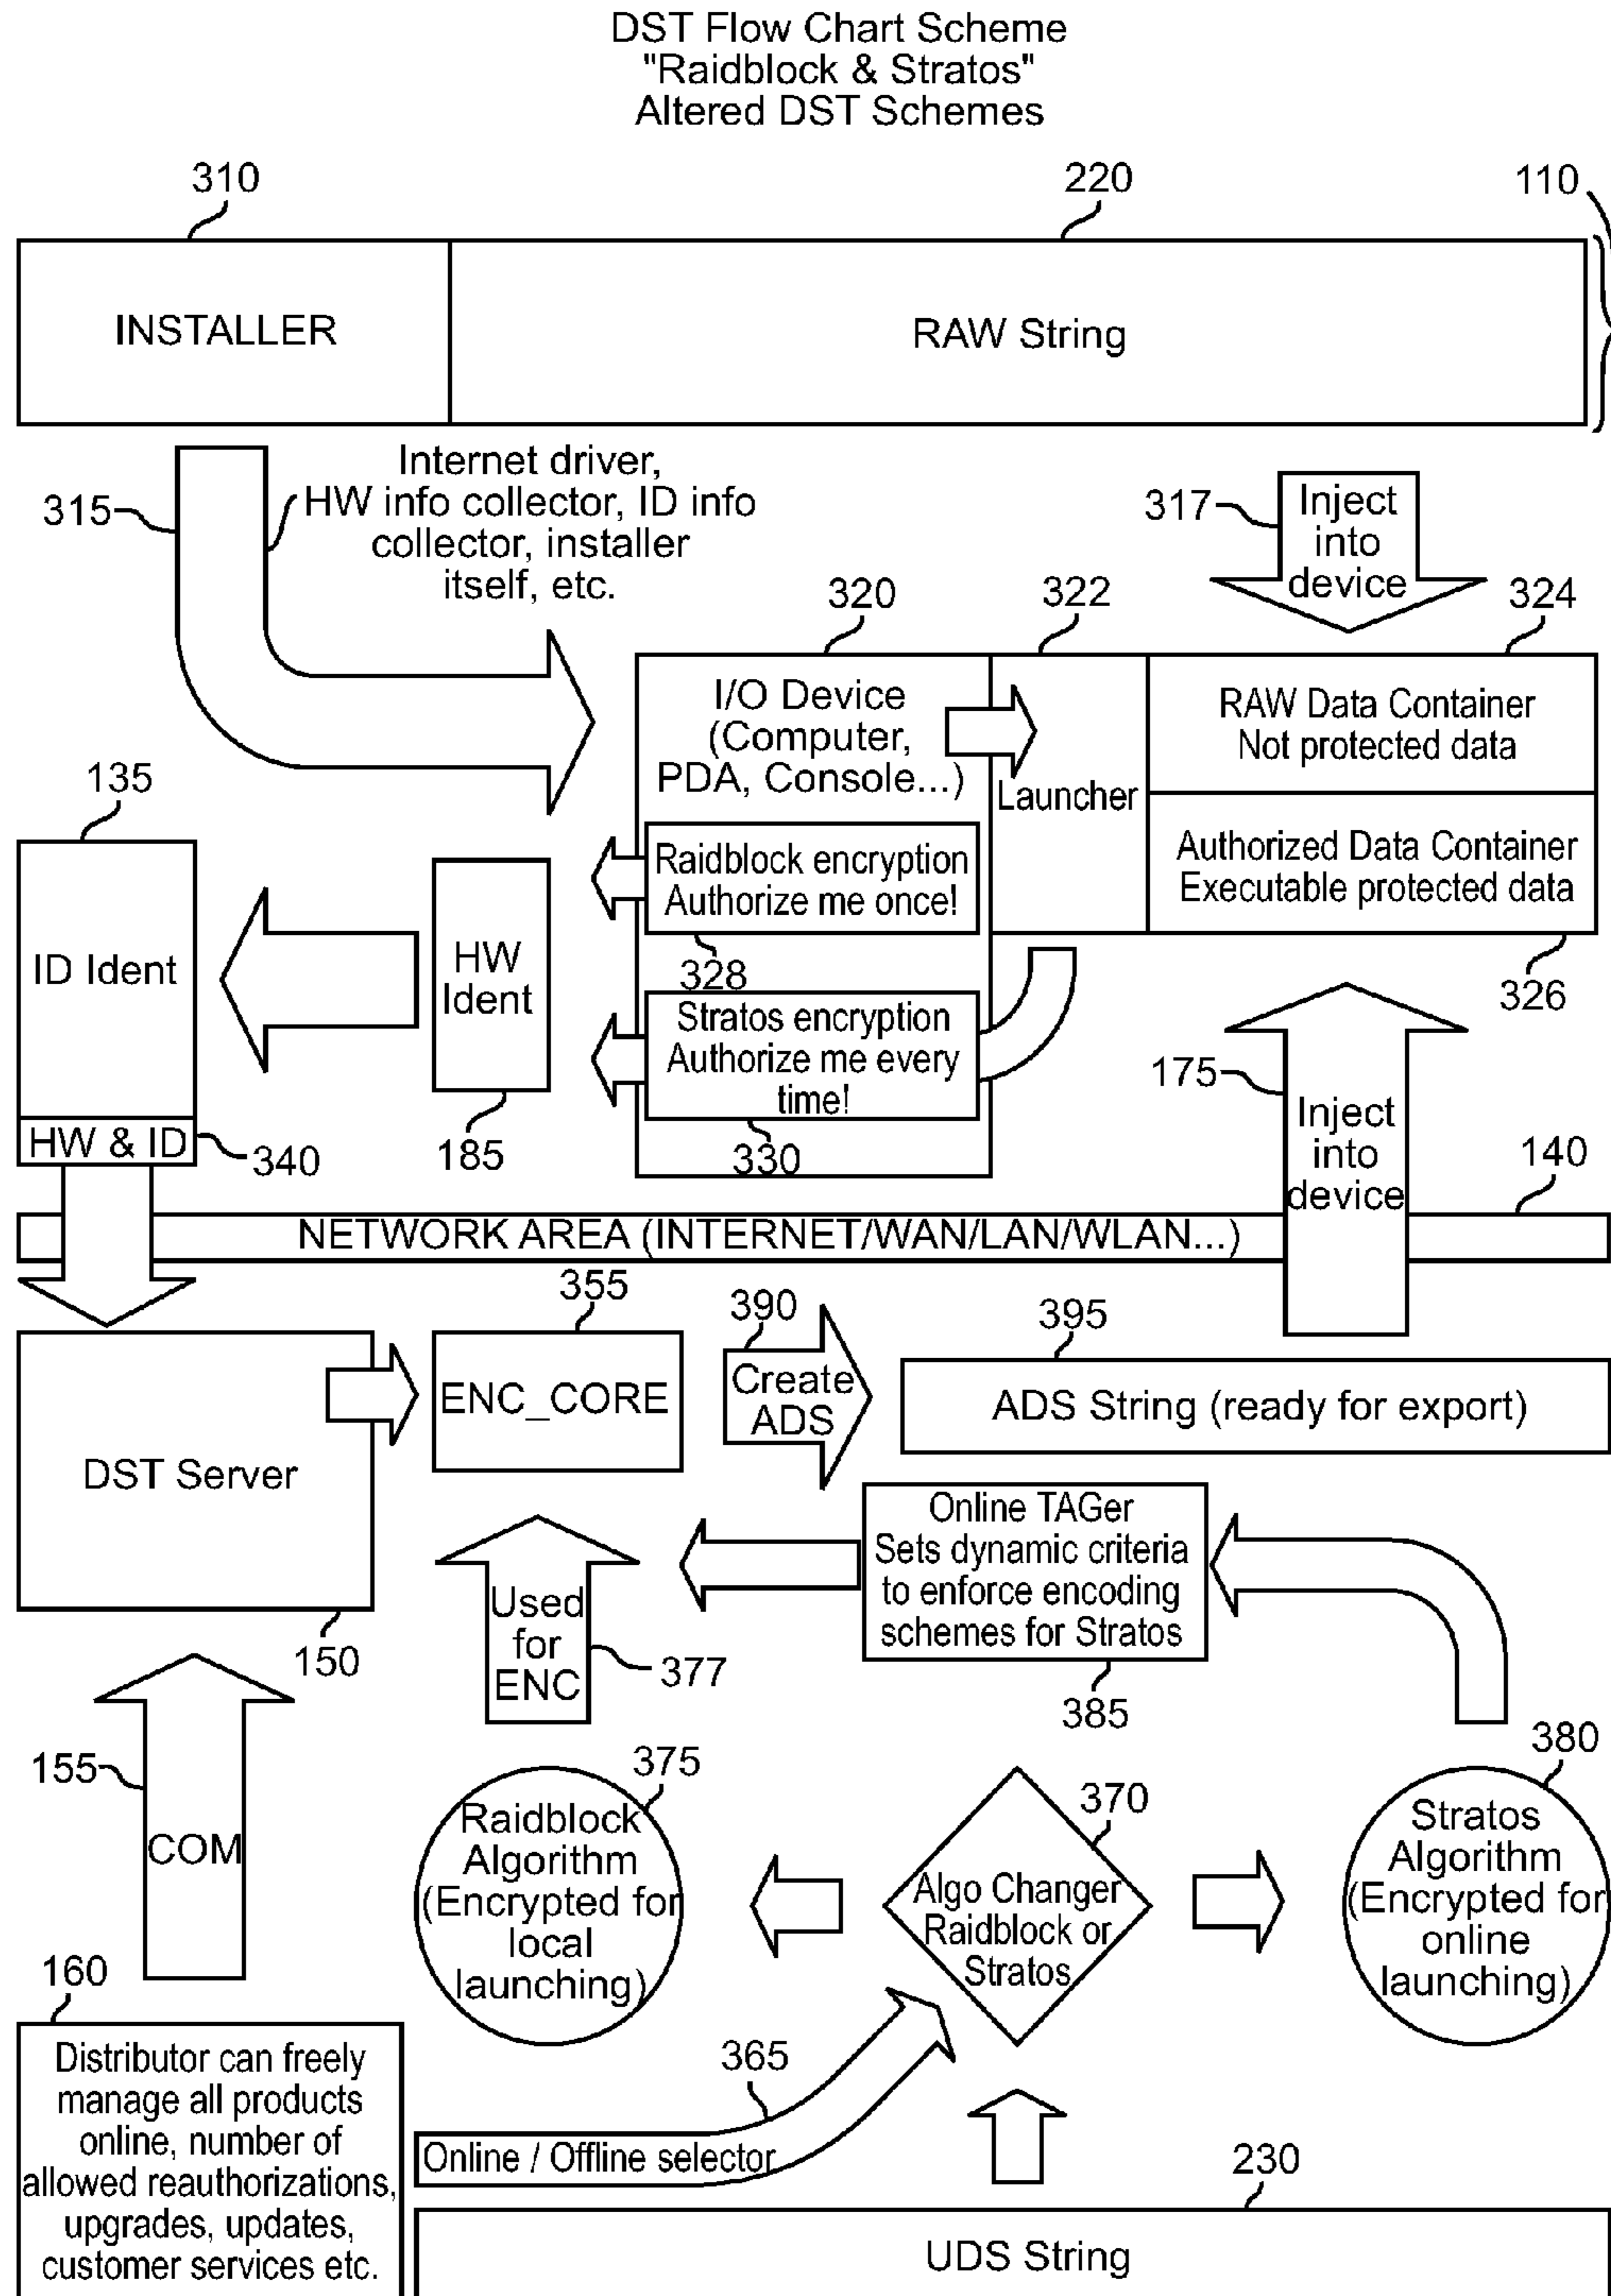 DST Flow Chart Scheme
"Raidblock & Stratos"
Altered DST Schemes
310
220
110
INSTALLER
RAW String
315
Internet driver,
HW info collector, ID info
collector, installer
itself, etc.
317
Inject
into
device
320
322
324
I/O Device
(Computer,
PDA, Console...)
Launcher
RAW Data Container
Not protected data
Authorized Data Container
Executable protected data
326
135
ID Ident
HW & ID
340
HW
Ident
185
Raidblock encryption
Authorize me once!
328
Stratos encryption
Authorize me every
time!
330
175
Inject
into
device
140
NETWORK AREA (INTERNET/WAN/LAN/WLAN...)
355
390
395
DST Server
150
ENC_CORE
Create
ADS
ADS String (ready for export)
Online TAGer
Sets dynamic criteria
to enforce encoding
schemes for Stratos
385
Used
for
ENC
377
155
COM
375
Raidblock
Algorithm
(Encrypted for
local
launching)
370
Algo Changer
Raidblock or
Stratos
380
Stratos
Algorithm
(Encrypted for
online
launching)
160
Distributor can freely
manage all products
online, number of
allowed reauthorizations,
upgrades, updates,
customer services etc.
365
Online / Offline selector
230
UDS String